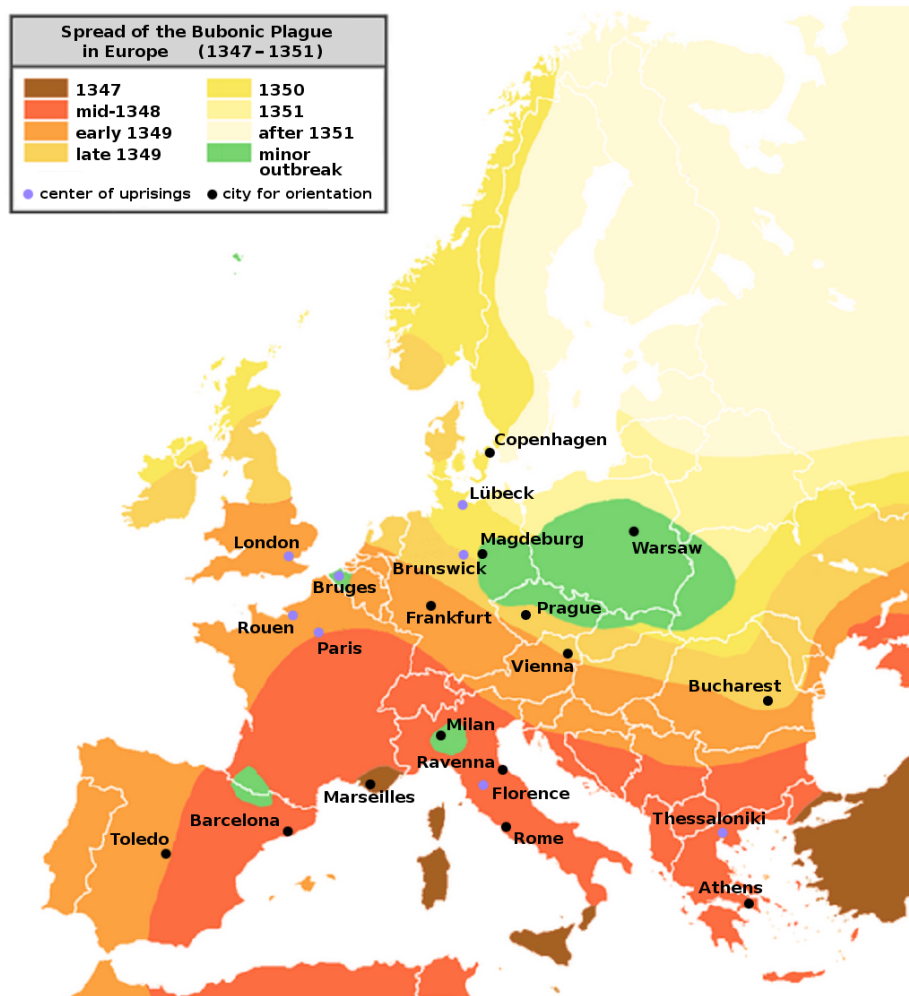 Spread of the Bubonic Plague
in Europe (1347–1351)
1347
mid-1348
early 1349
late 1349
1350
1351
after 1351
minor
outbreak
center of uprisings
city for orientation
Copenhagen
Lübeck
London
Magdeburg
Warsaw
Brunswick
Bruges
Rouen
Frankfurt
Prague
Paris
Vienna
Bucharest
Milan
Ravenna
Marseilles
Florence
Barcelona
Thessaloniki
Toledo
Rome
Athens